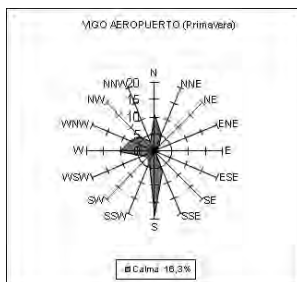 VIGO AEROPUERTO (Primavera)
N
NNW NNE
20
NW NE
15
WNW 10 ENE
5
W 0 E
WSW ESE
SW SE
SSW SSE
S
Calma 16,3%